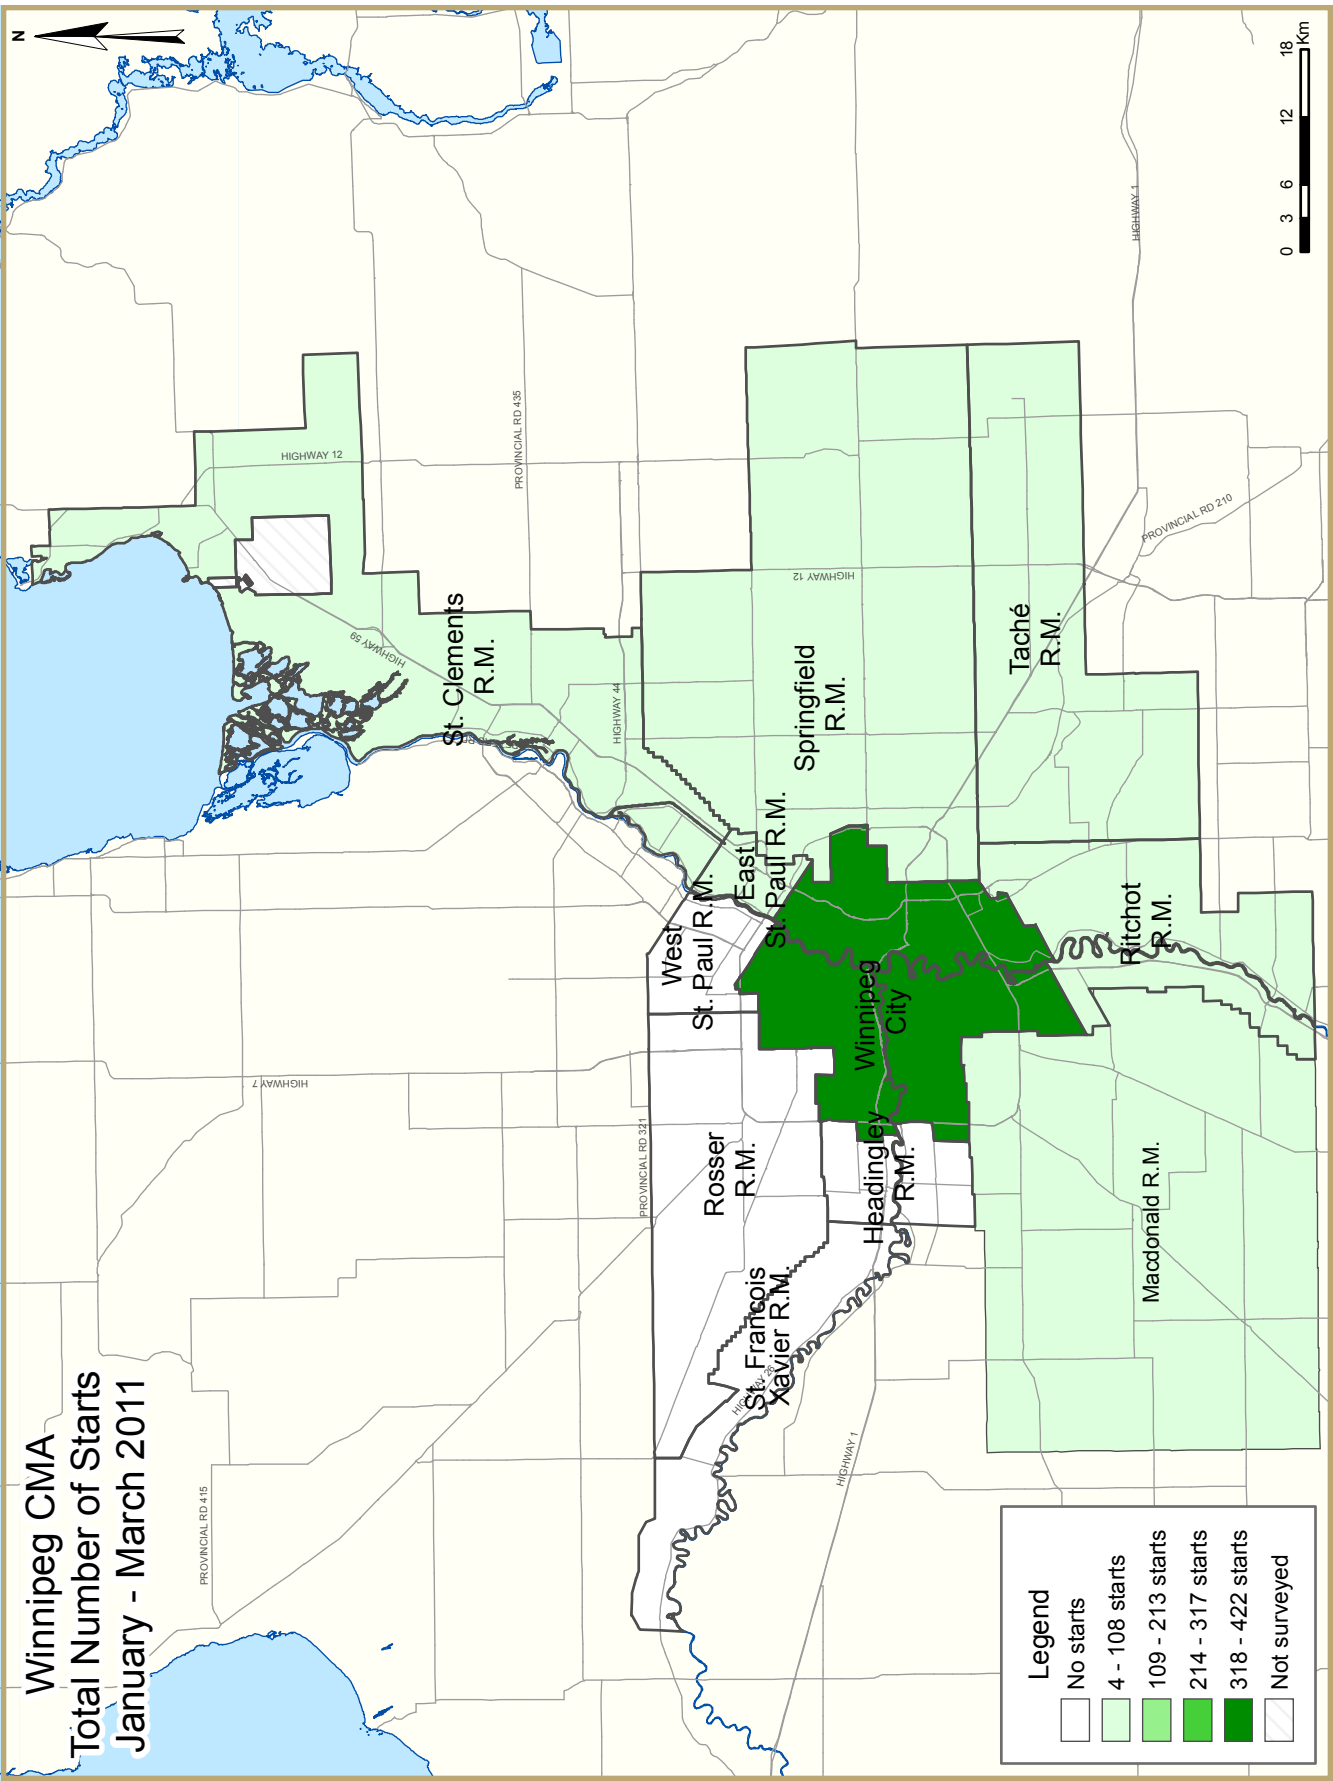 Winnipeg CMA
Total Number of Starts
January - March 2011
N
PROVINCIAL RD 415
HIGHWAY 7
HIGHWAY 12
PROVINCIAL RD 435
HIGHWAY 59
St. Clements
R.M.
HIGHWAY 44
PROVINCIAL RD 321
West
St. Paul R.M.
East
St. Paul R.M.
Rosser
R.M.
St. Francois
Xavier R.M.
HIGHWAY 26
Springfield
R.M.
HIGHWAY 12
HIGHWAY 1
Headingley
R.M.
Winnipeg
City
Taché
R.M.
HIGHWAY 1
PROVINCIAL RD 210
Ritchot
R.M.
Macdonald R.M.
Legend
No starts
4 - 108 starts
109 - 213 starts
214 - 317 starts
318 - 422 starts
Not surveyed
0 3 6 12 18
Km